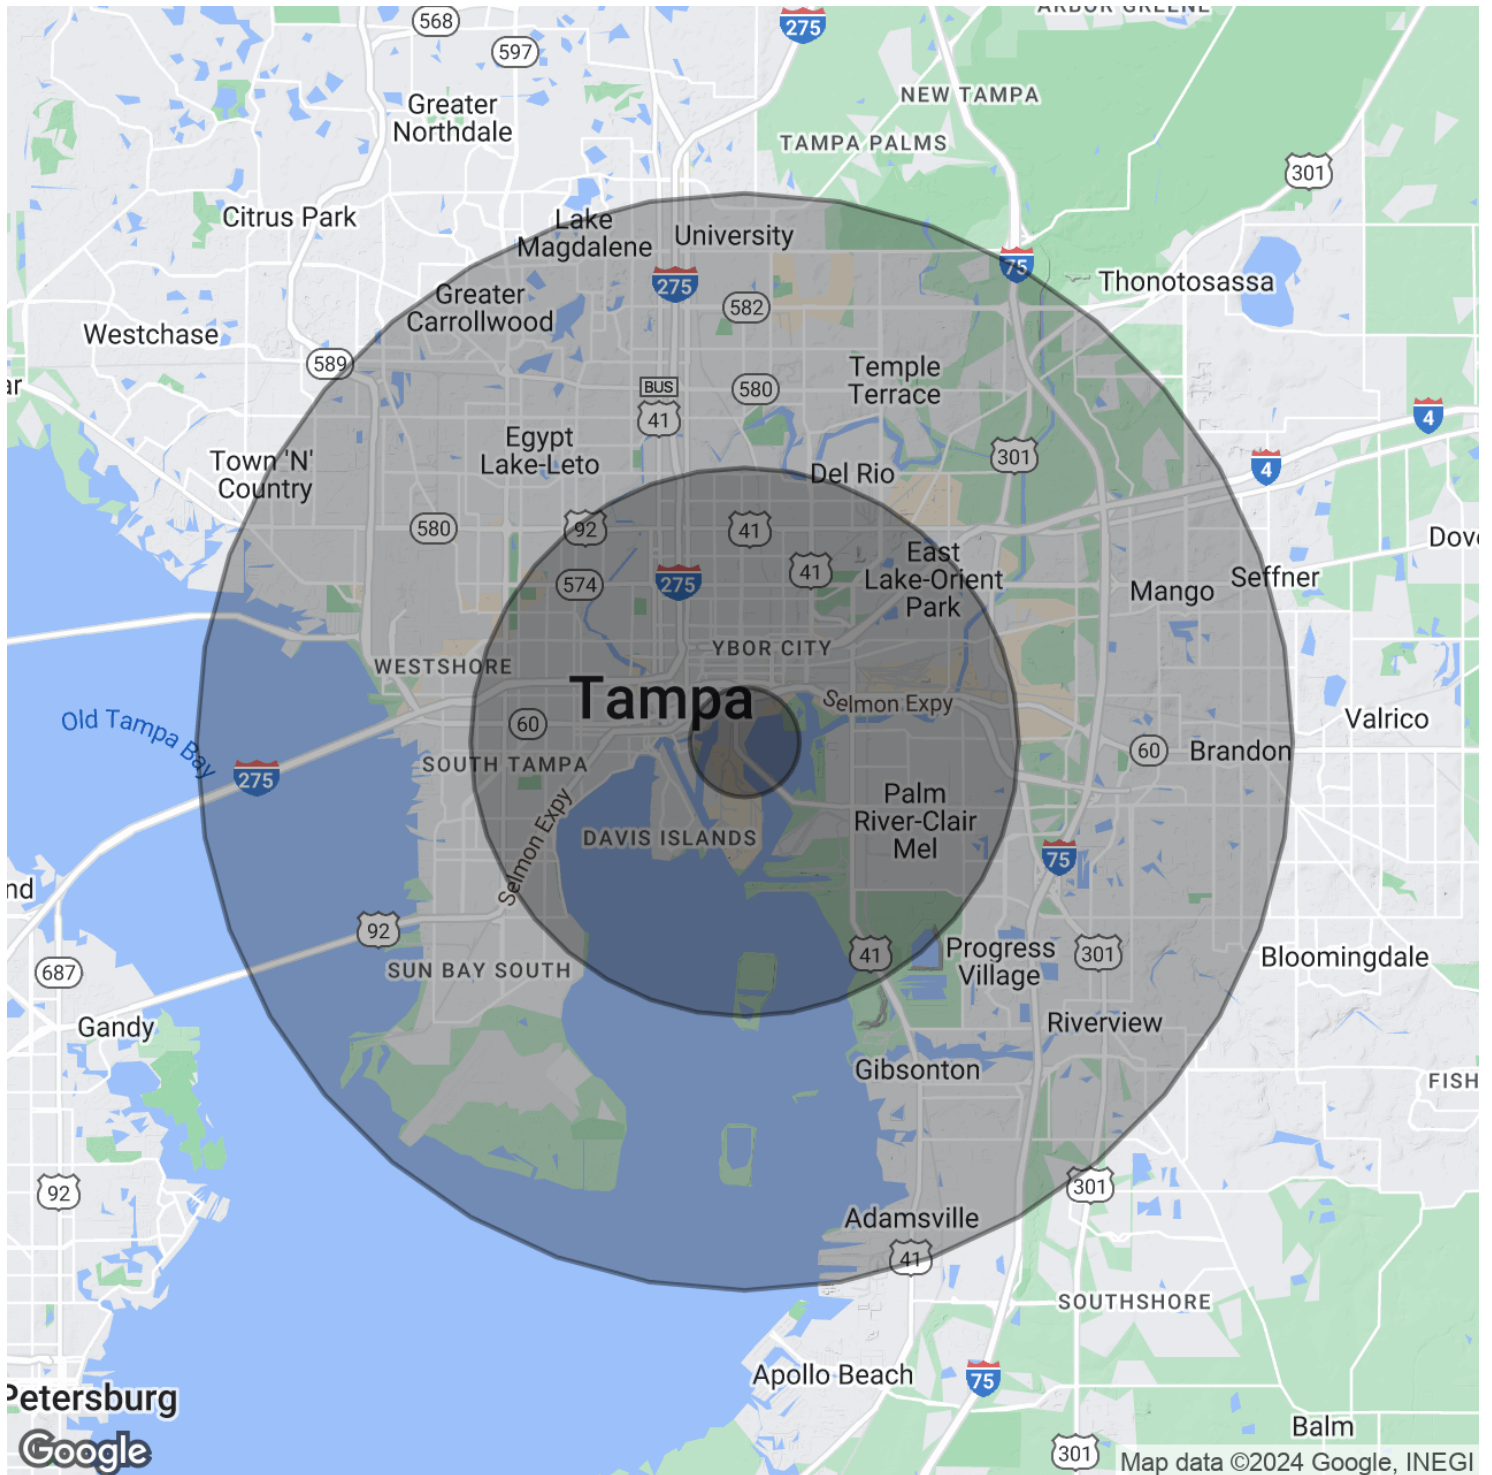 ARBOR GREENE
568
275
597
NEW TAMPA
Greater
Northdale
TAMPA PALMS
301
Citrus Park
Lake
Magdalene
University
75
275
Thonotosassa
Greater
Carrollwood
582
Westchase
589
Temple
Terrace
ar
BUS
41
580
4
Egypt
Lake-Leto
301
4
Town 'N'
Country
Del Rio
580
92
41
Dov
574
275
41
East
Lake-Orient
Park
Mango
Seffner
YBOR CITY
WESTSHORE
Tampa
Selmon Expy
60
Valrico
Old Tampa Bay
60
Brandon
275
SOUTH TAMPA
Palm
River-Clair
Mel
DAVIS ISLANDS
Selmon Expy
75
nd
92
41
Progress
Village
301
Bloomingdale
687
SUN BAY SOUTH
Gandy
Riverview
Gibsonton
FISH
92
301
Adamsville
41
SOUTHSHORE
Apollo Beach
75
Petersburg
Balm
Google
301
Map data ©2024 Google, INEGI